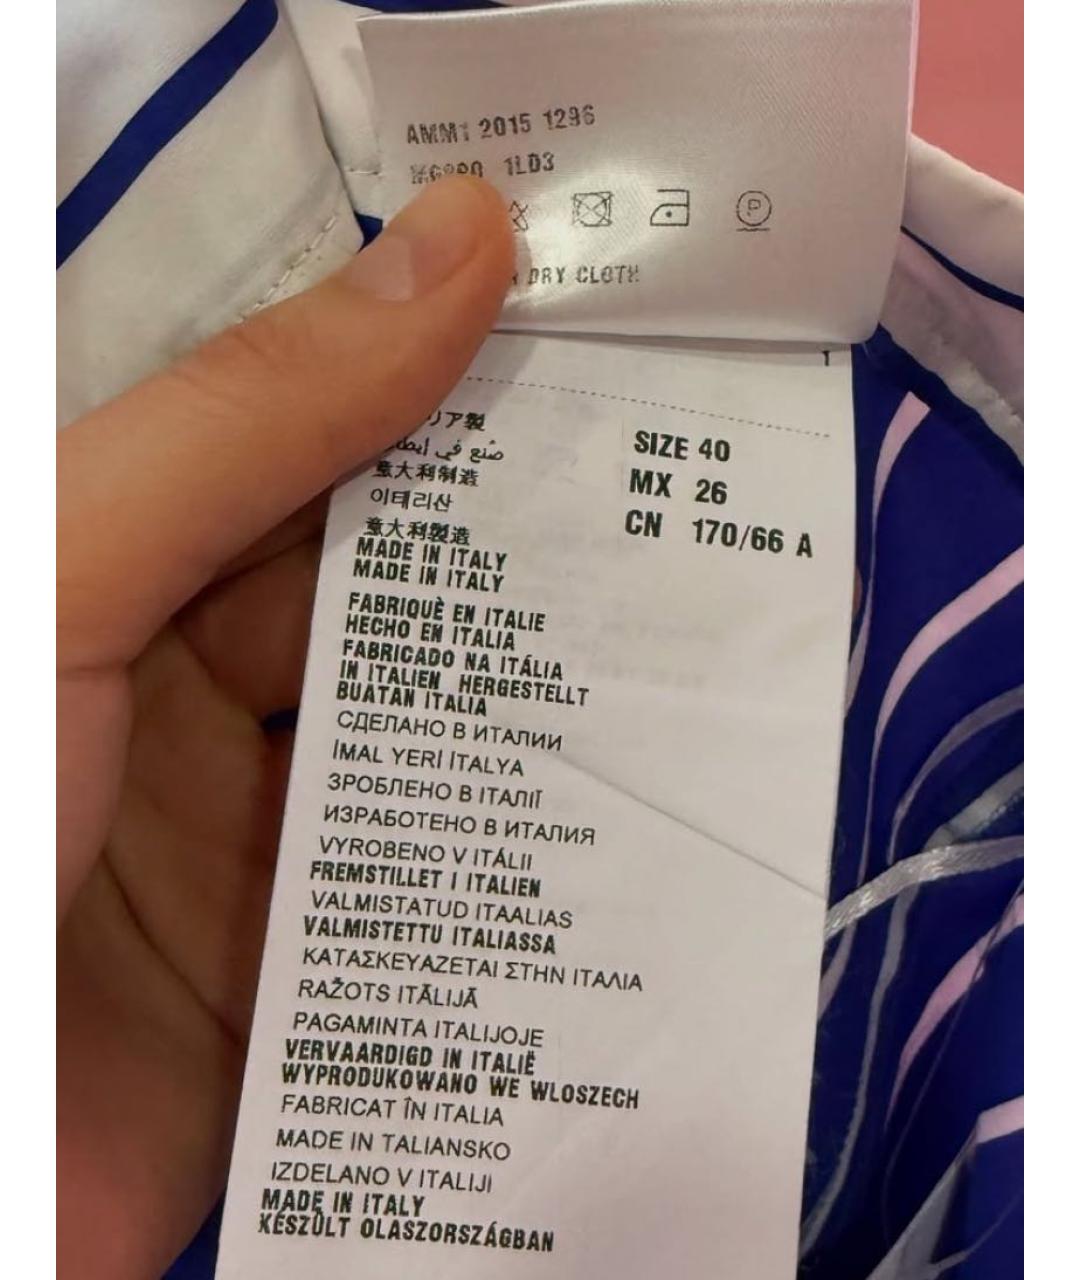 AMM1 2015 1296
1LD3
P
DRY CLOTH
リア製
صنع في
意大利制造
이태리산
意大利製造
MADE IN ITALY
MADE IN ITALY
FABRIQUÈ EN ITALIE
HECHO EN ITALIA
FABRICADO NA ITÁLIA
IN ITALIEN HERGESTELLT
BUATAN ITALIA
СДЕЛАНО В ИТАЛИИ
İMAL YERİ İTALYA
ЗРОБЛЕНО В ІТАЛІЇ
ИЗРАБОТЕНО В ИТАЛИЯ
VYROBENO V ITÁLII
FREMSTILLET I ITALIEN
VALMISTATUD ITAALIAS
VALMISTETTU ITALIASSA
ΚΑΤΑΣΚΕΥΑΖΕΤΑΙ ΣΤΗΝ ΙΤΑΛΙΑ
RAŽOTS ITĀLIJĀ
PAGAMINTA ITALIJOJE
VERVAARDIGD IN ITALIË
WYPRODUKOWANO WE WLOSZECH
FABRICAT ÎN ITALIA
MADE IN TALIANSKO
IZDELANO V ITALIJI
MADE IN ITALY
KÉSZÜLT OLASZORSZÁGBAN
SIZE 40
MX 26
CN 170/66 A